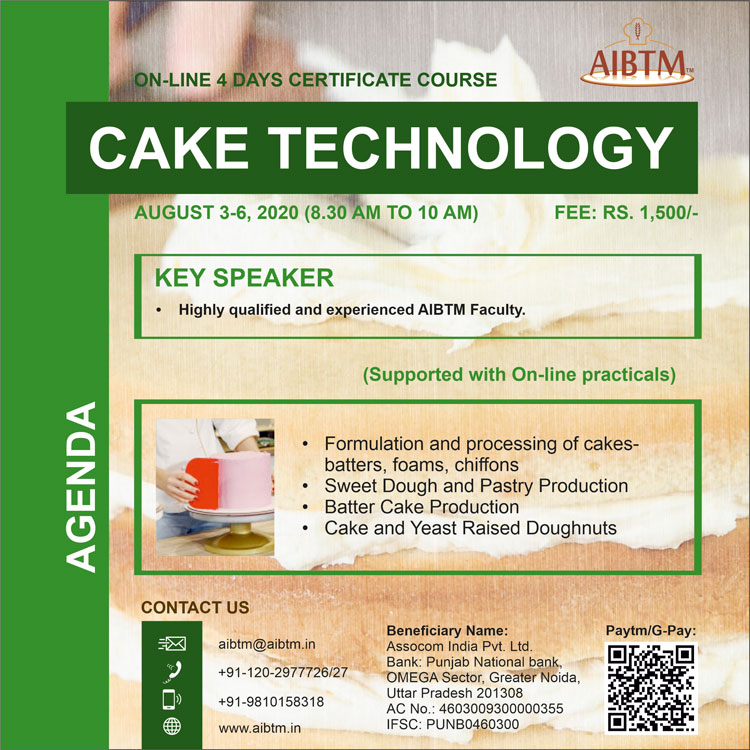 AIBTM™
ON-LINE 4 DAYS CERTIFICATE COURSE
CAKE TECHNOLOGY
AUGUST 3-6, 2020 (8.30 AM TO 10 AM) FEE: RS. 1,500/-
KEY SPEAKER
• Highly qualified and experienced AIBTM Faculty.
(Supported with On-line practicals)
AGENDA
• Formulation and processing of cakes-
batters, foams, chiffons
• Sweet Dough and Pastry Production
• Batter Cake Production
• Cake and Yeast Raised Doughnuts
CONTACT US
aibtm@aibtm.in
+91-120-2977726/27
+91-9810158318
www.aibtm.in
Beneficiary Name:
Assocom India Pvt. Ltd.
Bank: Punjab National bank,
OMEGA Sector, Greater Noida,
Uttar Pradesh 201308
AC No.: 4603009300000355
IFSC: PUNB0460300
Paytm/G-Pay: